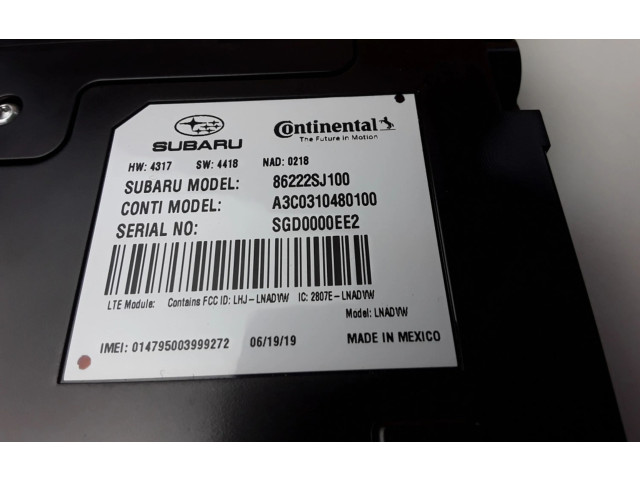 SUBARU
Continental
The Future in Motion
HW: 4317 SW: 4418 NAD: 0218
SUBARU MODEL: 86222SJ100
CONTI MODEL: A3C0310480100
SERIAL NO: SGD0000EE2
LTE Module: Contains FCC ID: LHJ-LNADVW IC: 2807E-LNADVW
Model: LNADVW
IMEI: 014795003999272 06/19/19 MADE IN MEXICO